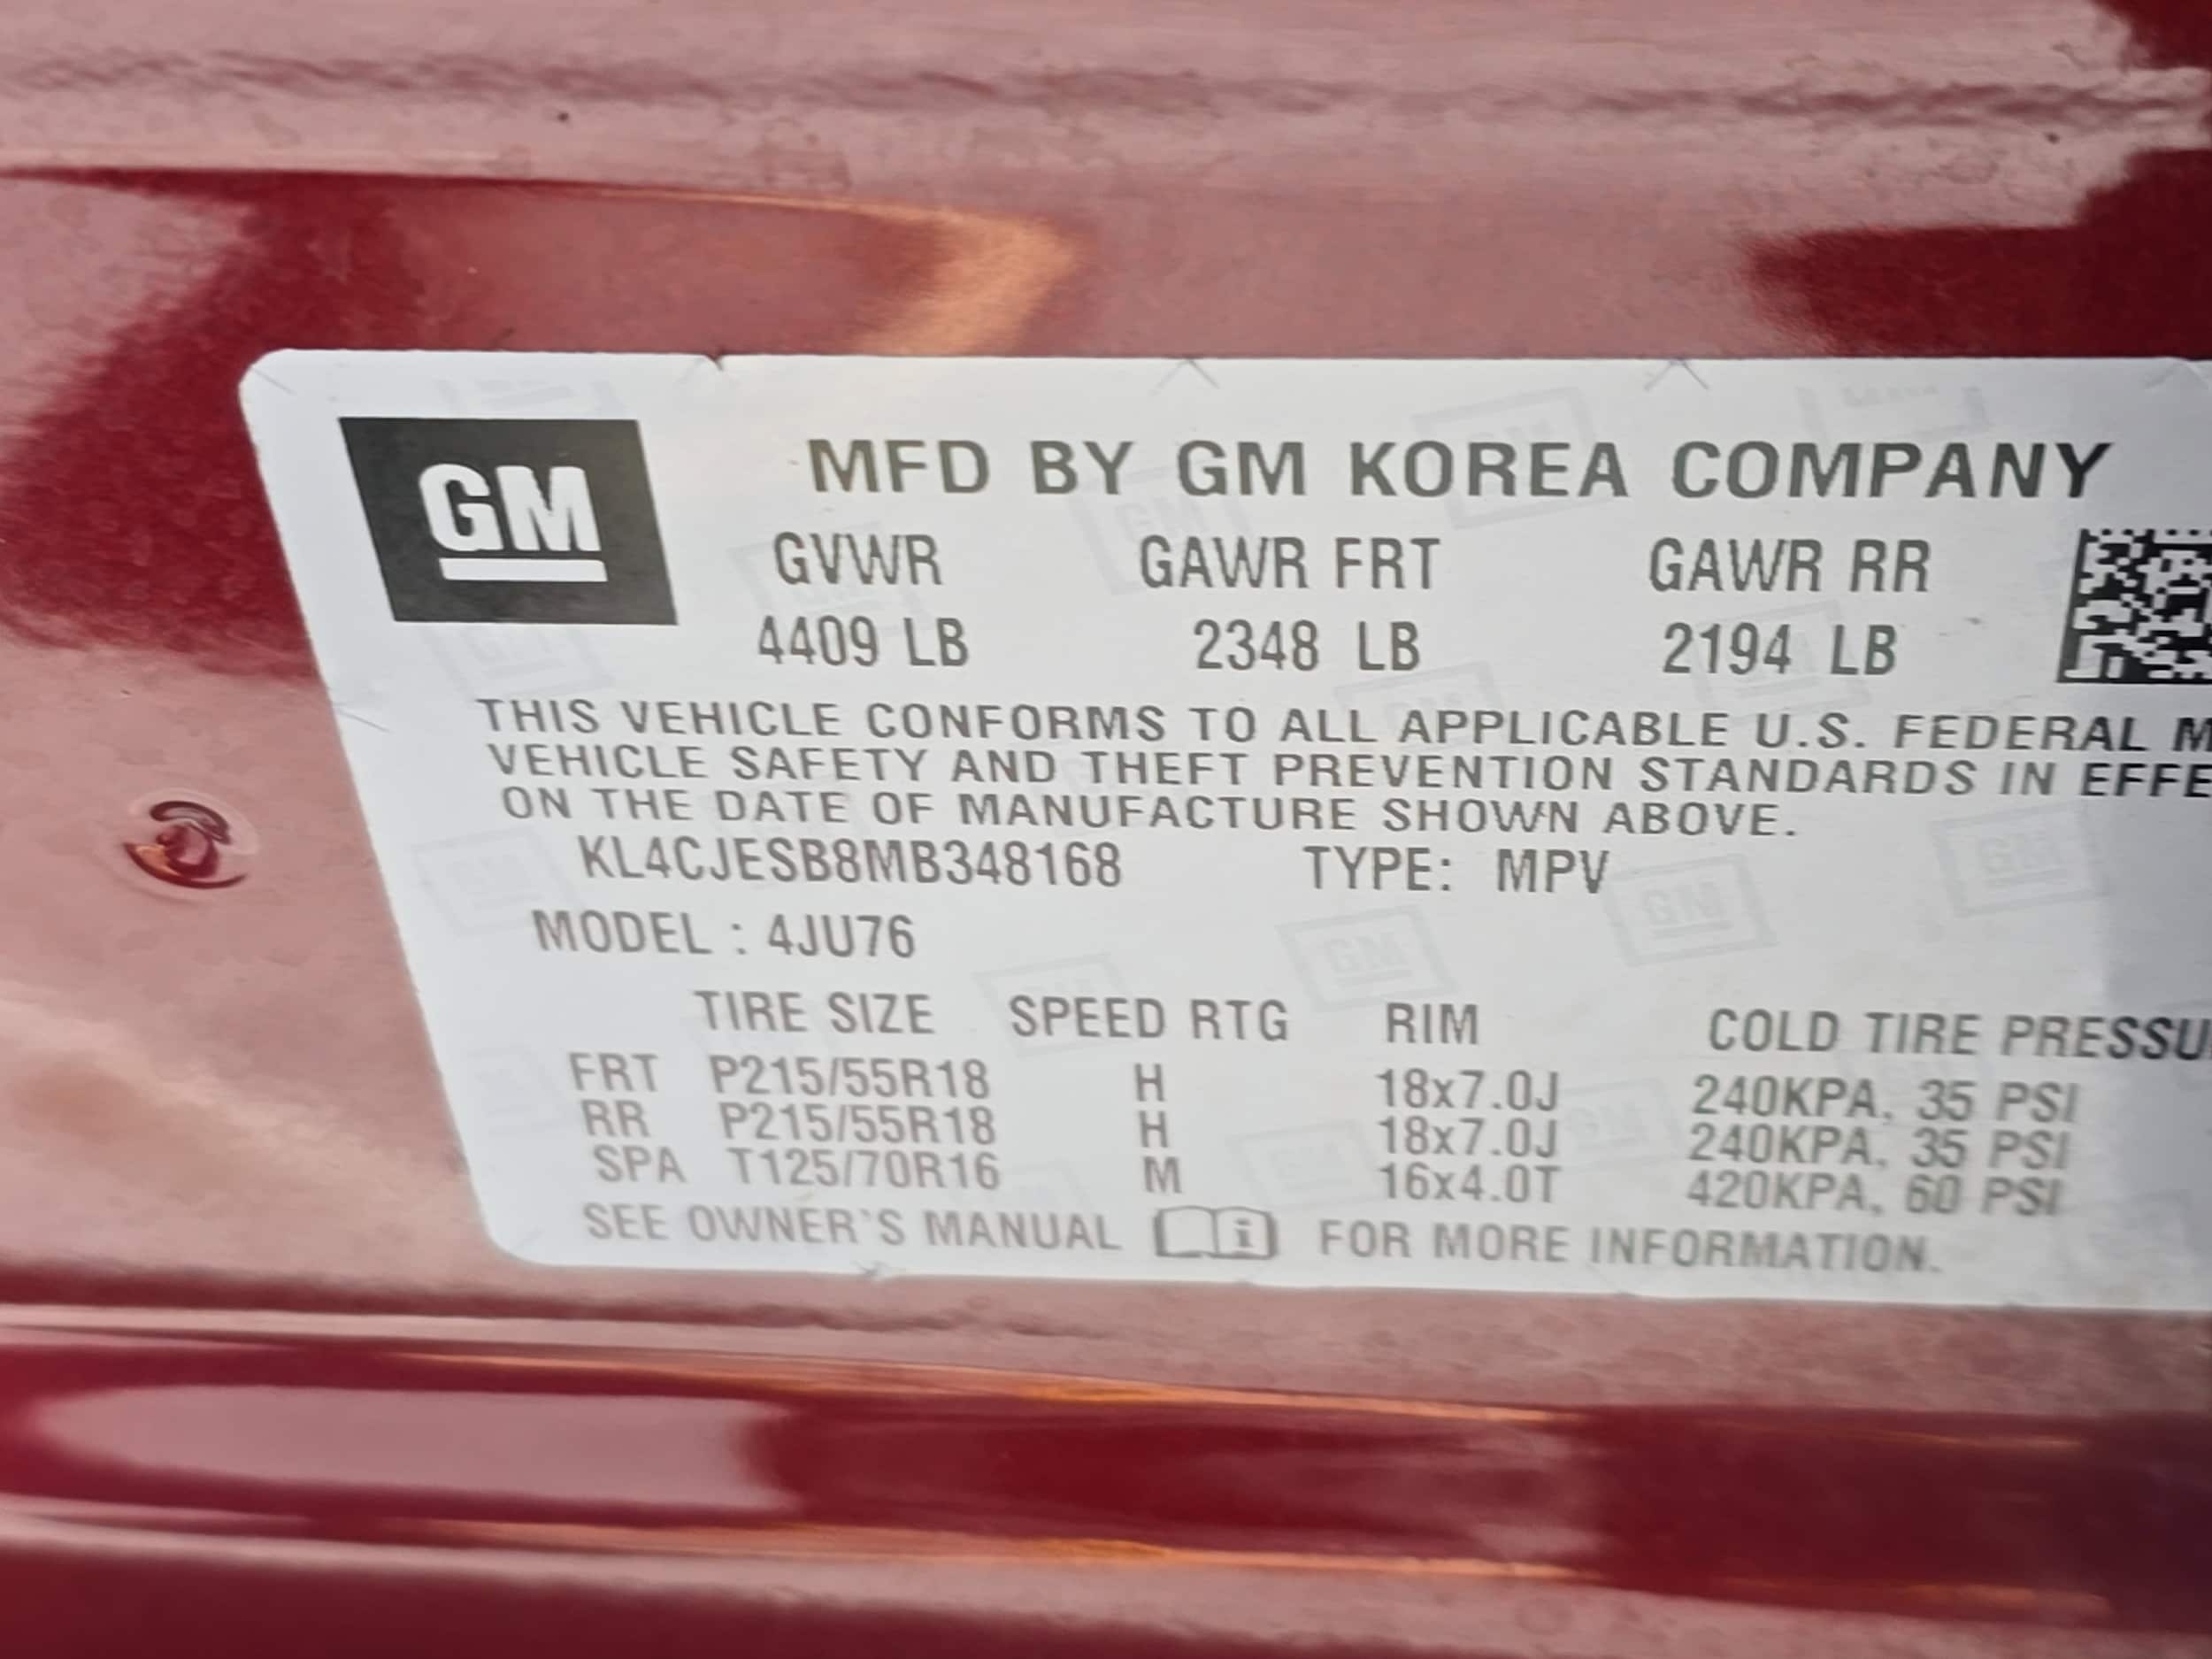 GM
MFD BY GM KOREA COMPANY
GVWR GAWR FRT GAWR RR
4409 LB 2348 LB 2194 LB
THIS VEHICLE CONFORMS TO ALL APPLICABLE U.S. FEDERAL M
VEHICLE SAFETY AND THEFT PREVENTION STANDARDS IN EFFE
ON THE DATE OF MANUFACTURE SHOWN ABOVE.
KL4CJESB8MB348168 TYPE: MPV
MODEL : 4JU76
TIRE SIZE SPEED RTG RIM COLD TIRE PRESSU
FRT P215/55R18 H 18x7.0J 240KPA, 35 PSI
RR P215/55R18 H 18x7.0J 240KPA, 35 PSI
SPA T125/70R16 M 16x4.0T 420KPA, 60 PSI
SEE OWNER'S MANUAL i FOR MORE INFORMATION.